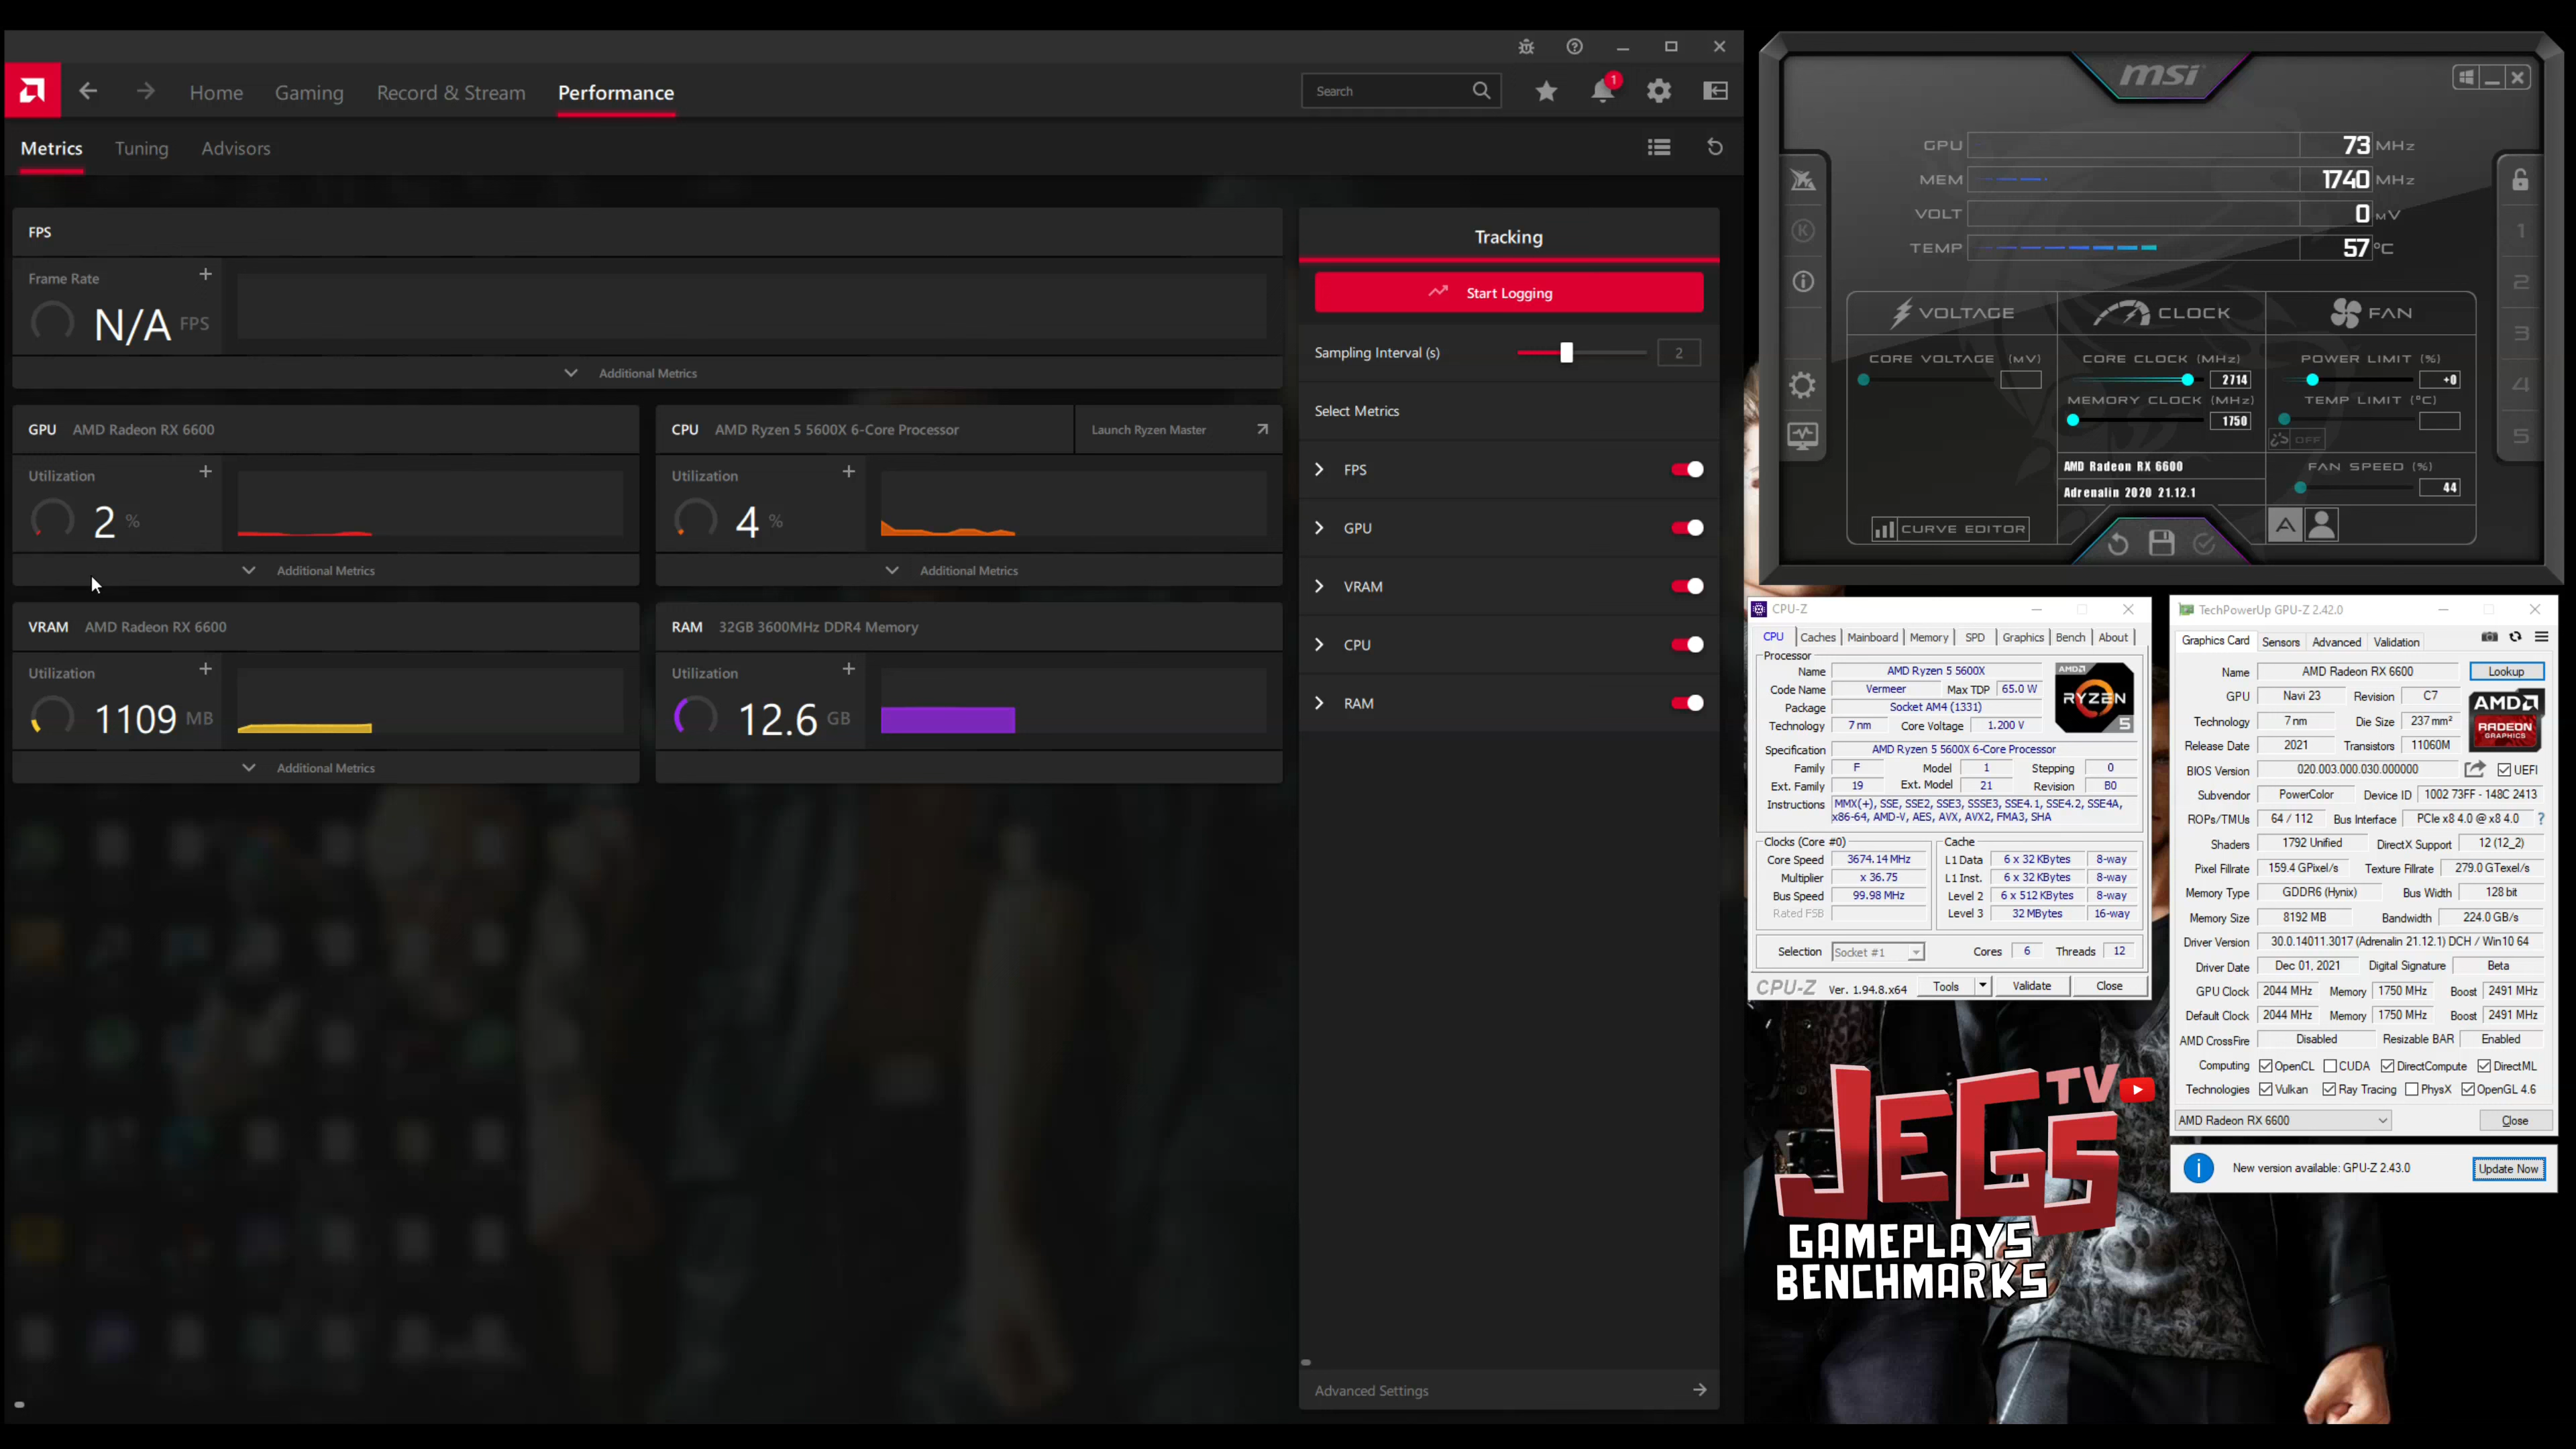 Home Gaming Record & Stream Performance
Search
1
Metrics Tuning Advisors
FPS
Frame Rate
N/A FPS
Additional Metrics
GPU AMD Radeon RX 6600
Utilization
2 %
Additional Metrics
CPU AMD Ryzen 5 5600X 6-Core Processor
Launch Ryzen Master
Utilization
4 %
Additional Metrics
VRAM AMD Radeon RX 6600
Utilization
1109 MB
Additional Metrics
RAM 32GB 3600MHz DDR4 Memory
Utilization
12.6 GB
Tracking
Start Logging
Sampling Interval (s) 2
Select Metrics
FPS
GPU
VRAM
CPU
RAM
Advanced Settings
msi
GPU 73 MHz
MEM 1740 MHz
VOLT 0 MV
TEMP 57 °C
K
1
2
3
4
5
VOLTAGE
CORE VOLTAGE (MV)
CURVE EDITOR
CLOCK
CORE CLOCK (MHz)
2714
MEMORY CLOCK (MHz)
1750
AMD Radeon RX 6600
Adrenalin 2020 21.12.1
FAN
POWER LIMIT (%)
+0
TEMP LIMIT (°C)
OFF
FAN SPEED (%)
44
A
CPU-Z
CPU Caches Mainboard Memory SPD Graphics Bench About
Processor
Name AMD Ryzen 5 5600X
Code Name Vermeer Max TDP 65.0 W
Package Socket AM4 (1331)
Technology 7 nm Core Voltage 1.200 V
AMD
RYZEN
5
Specification AMD Ryzen 5 5600X 6-Core Processor
Family F Model 1 Stepping 0
Ext. Family 19 Ext. Model 21 Revision B0
Instructions MMX(+), SSE, SSE2, SSE3, SSSE3, SSE4.1, SSE4.2, SSE4A,
x86-64, AMD-V, AES, AVX, AVX2, FMA3, SHA
Clocks (Core #0)
Core Speed 3674.14 MHz
Multiplier x 36.75
Bus Speed 99.98 MHz
Rated FSB
Cache
L1 Data 6 x 32 KBytes 8-way
L1 Inst. 6 x 32 KBytes 8-way
Level 2 6 x 512 KBytes 8-way
Level 3 32 MBytes 16-way
Selection Socket #1 Cores 6 Threads 12
CPU-Z Ver. 1.94.8.x64 Tools Validate Close
TechPowerUp GPU-Z 2.42.0
Graphics Card Sensors Advanced Validation
Name AMD Radeon RX 6600 Lookup
GPU Navi 23 Revision C7
Technology 7 nm Die Size 237 mm²
Release Date 2021 Transistors 11060M
AMD
RADEON
GRAPHICS
BIOS Version 020.003.000.030.000000 UEFI
Subvendor PowerColor Device ID 1002 73FF - 148C 2413
ROPs/TMUs 64 / 112 Bus Interface PCIe x8 4.0 @ x8 4.0 ?
Shaders 1792 Unified DirectX Support 12 (12_2)
Pixel Fillrate 159.4 GPixel/s Texture Fillrate 279.0 GTexel/s
Memory Type GDDR6 (Hynix) Bus Width 128 bit
Memory Size 8192 MB Bandwidth 224.0 GB/s
Driver Version 30.0.14011.3017 (Adrenalin 21.12.1) DCH / Win10 64
Driver Date Dec 01, 2021 Digital Signature Beta
GPU Clock 2044 MHz Memory 1750 MHz Boost 2491 MHz
Default Clock 2044 MHz Memory 1750 MHz Boost 2491 MHz
AMD CrossFire Disabled Resizable BAR Enabled
Computing OpenCL CUDA DirectCompute DirectML
Technologies Vulkan Ray Tracing PhysX OpenGL 4.6
AMD Radeon RX 6600 Close
New version available: GPU-Z 2.43.0 Update Now
JEGS TV
GAMEPLAYS
BENCHMARKS